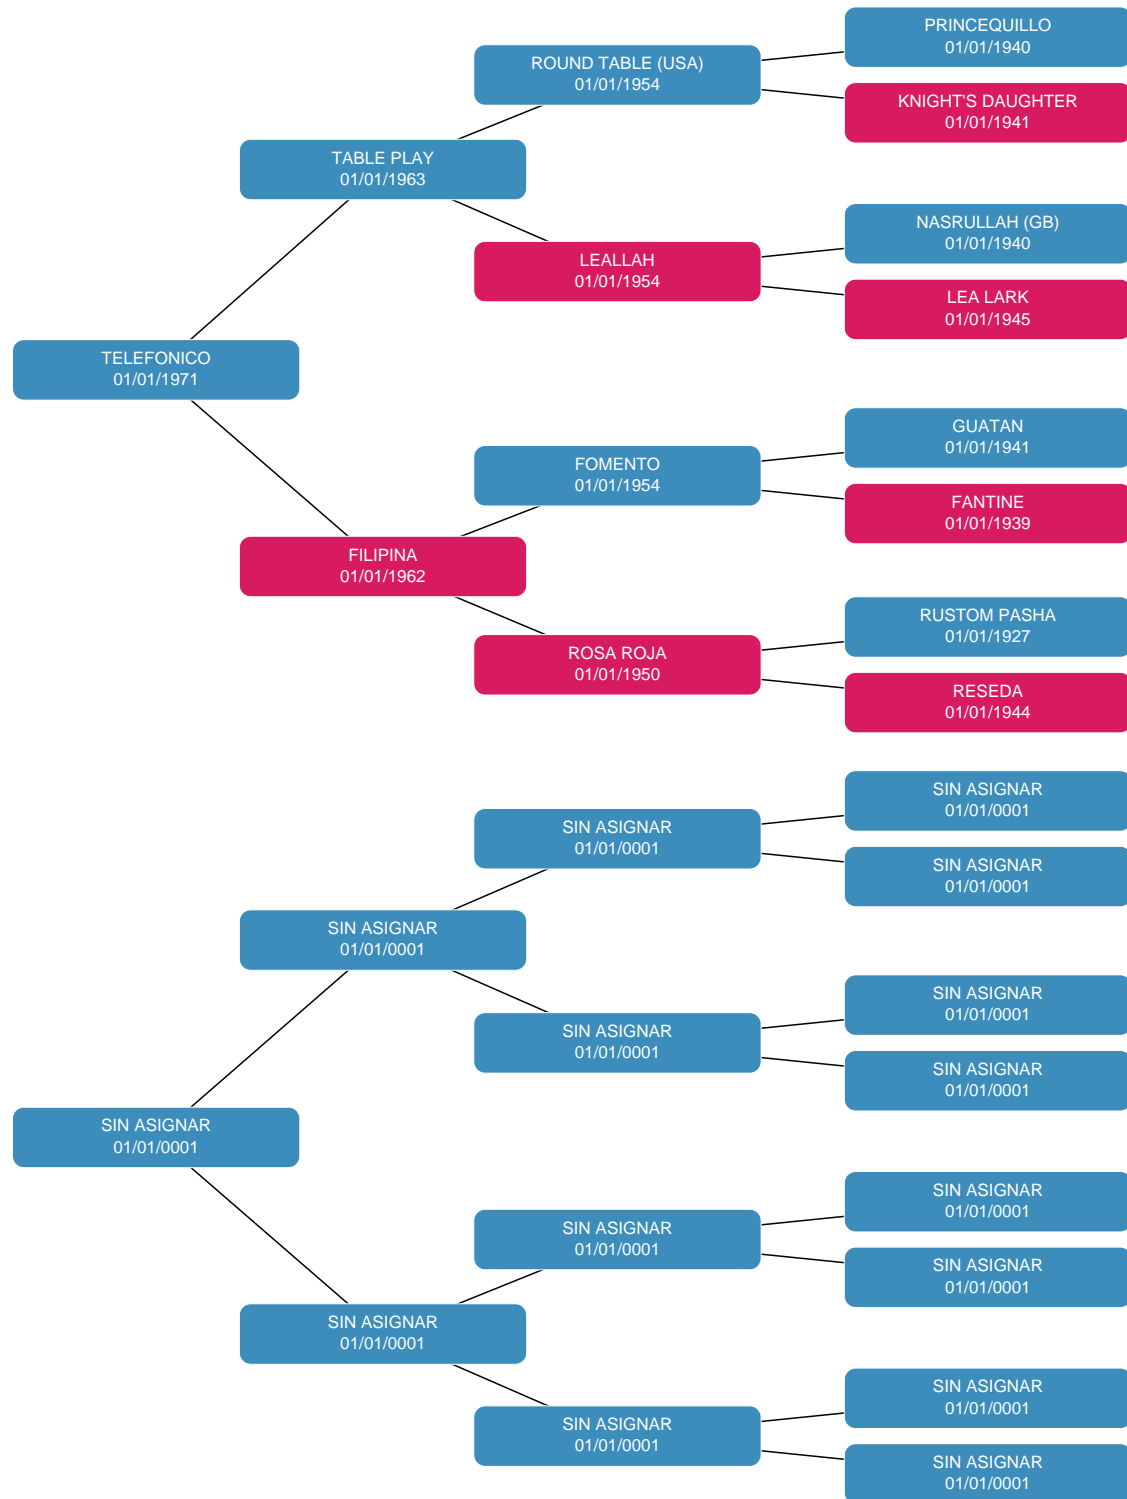 PRINCEQUILLO
01/01/1940
ROUND TABLE (USA)
01/01/1954
KNIGHT'S DAUGHTER
01/01/1941
TABLE PLAY
01/01/1963
NASRULLAH (GB)
01/01/1940
LEALLAH
01/01/1954
LEA LARK
01/01/1945
TELEFONICO
01/01/1971
GUATAN
01/01/1941
FOMENTO
01/01/1954
FANTINE
01/01/1939
FILIPINA
01/01/1962
RUSTOM PASHA
01/01/1927
ROSA ROJA
01/01/1950
RESEDA
01/01/1944
SIN ASIGNAR
01/01/0001
SIN ASIGNAR
01/01/0001
SIN ASIGNAR
01/01/0001
SIN ASIGNAR
01/01/0001
SIN ASIGNAR
01/01/0001
SIN ASIGNAR
01/01/0001
SIN ASIGNAR
01/01/0001
SIN ASIGNAR
01/01/0001
SIN ASIGNAR
01/01/0001
SIN ASIGNAR
01/01/0001
SIN ASIGNAR
01/01/0001
SIN ASIGNAR
01/01/0001
SIN ASIGNAR
01/01/0001
SIN ASIGNAR
01/01/0001
SIN ASIGNAR
01/01/0001